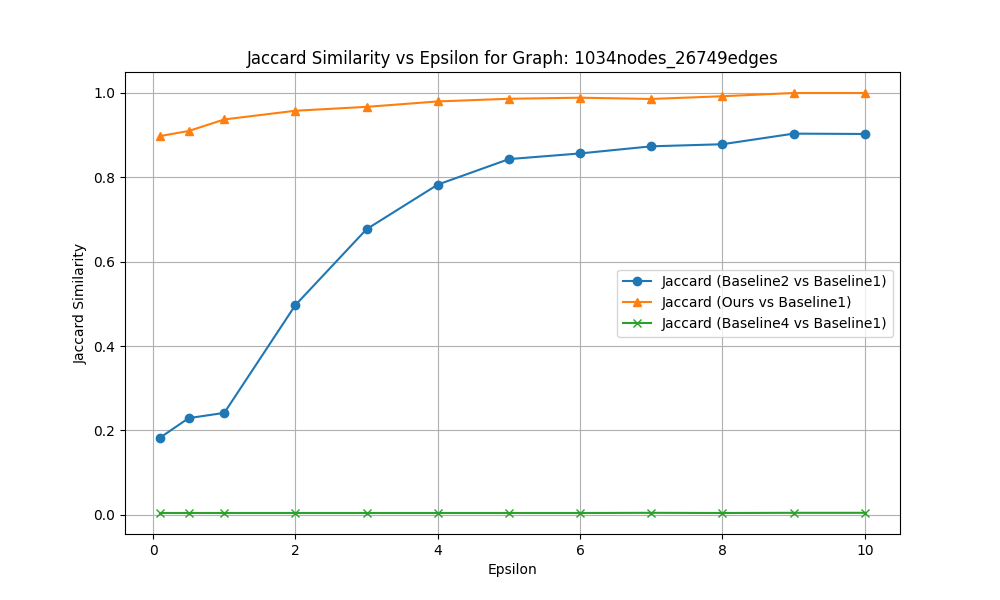 Jaccard Similarity vs Epsilon for Graph: 1034nodes_26749edges
1.0
0.8
0.6
0.4
0.2
0.0
Jaccard Similarity
Jaccard (Baseline2 vs Baseline1)
Jaccard (Ours vs Baseline1)
Jaccard (Baseline4 vs Baseline1)
0 2 4 6 8 10
Epsilon